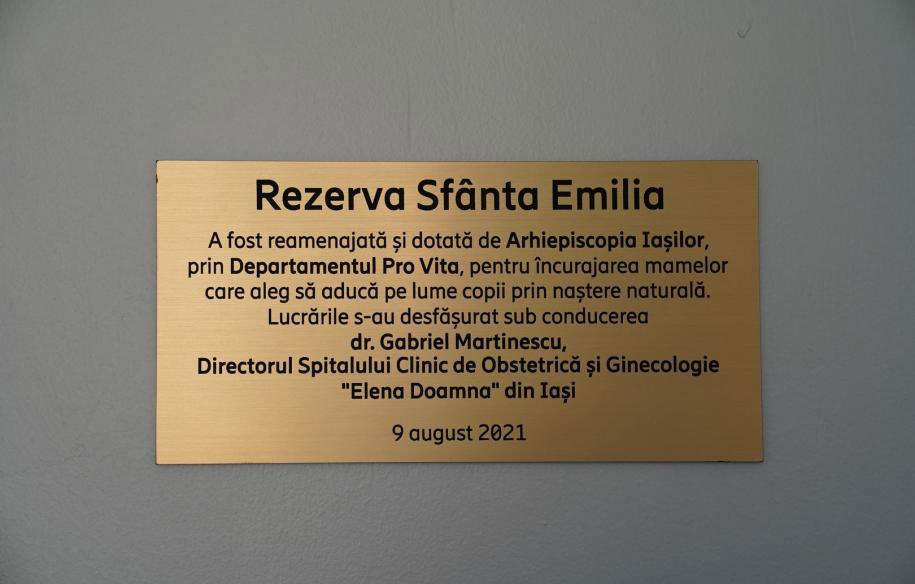 Rezerva Sfânta Emilia
A fost reamenajată și dotată de Arhiepiscopia Iașilor,
prin Departamentul Pro Vita, pentru încurajarea mamelor
care aleg să aducă pe lume copii prin naștere naturală.
Lucrările s-au desfășurat sub conducerea
dr. Gabriel Martinescu,
Directorul Spitalului Clinic de Obstetrică și Ginecologie
"Elena Doamna" din Iași
9 august 2021